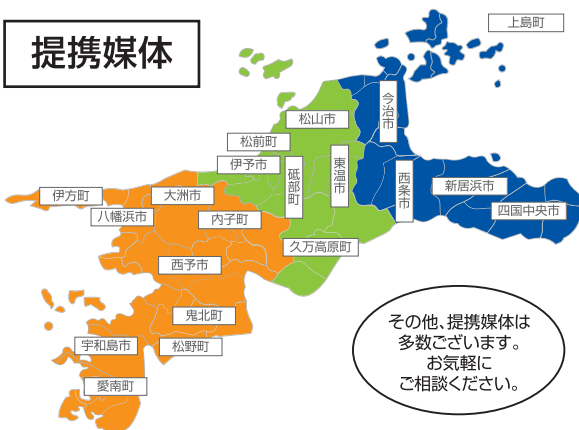 提携媒体
上島町
今治市
松山市
松前町
伊予市
砥部町
東温市
西条市
新居浜市
四国中央市
伊方町
大洲市
八幡浜市
内子町
久万高原町
西予市
鬼北町
宇和島市
松野町
愛南町
その他、提携媒体は
多数ございます。
お気軽に
ご相談ください。